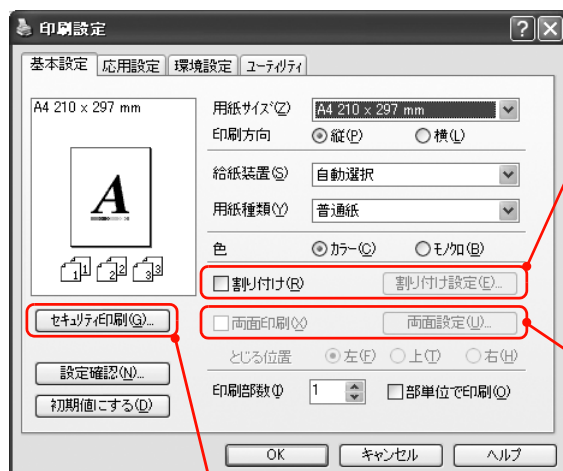 印刷設定
基本設定 応用設定 環境設定 ユーティリティ
A4 210 x 297 mm
用紙サイズ(Z) A4 210 x 297 mm
印刷方向 縦(P) 横(L)
給紙装置(S) 自動選択
用紙種類(Y) 普通紙
A
色 カラー(C) モノクロ(B)
1 1 2 2 3 3
割り付け(R) 割り付け設定(E)...
セキュリティ印刷(G)...
両面印刷(X) 両面設定(U)...
とじる位置 左(F) 上(T) 右(H)
設定確認(N)...
印刷部数(I) 1 部単位で印刷(O)
初期値にする(D)
OK キャンセル ヘルプ